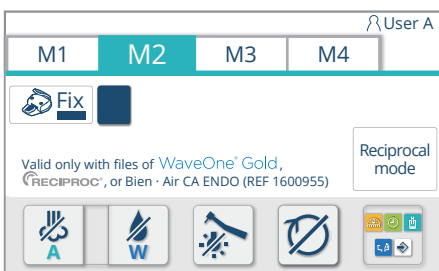 User A
M1 M2 M3 M4
Fix
Valid only with files of WaveOne® Gold,
RECIPROC®, or Bien · Air CA ENDO (REF 1600955)
Reciprocal
mode
A W